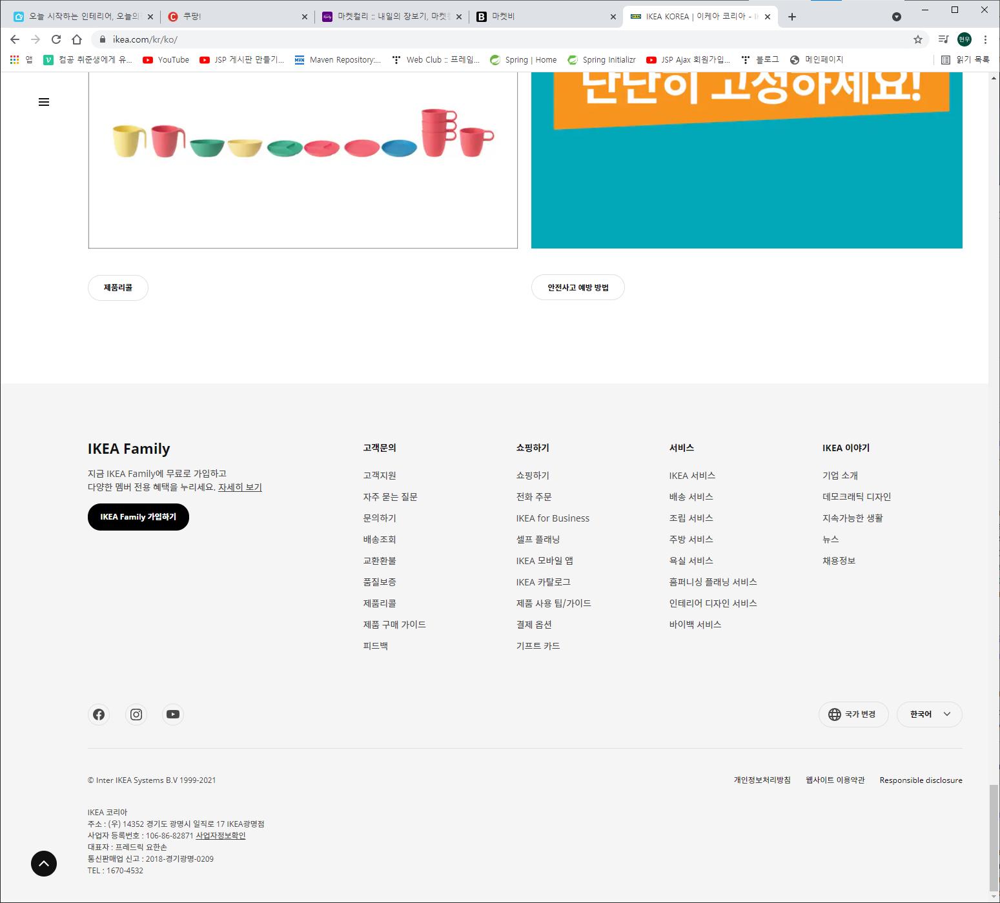 오늘 시작하는 인테리어, 오늘의
쿠팡!
마켓컬리 :: 내일의 장보기, 마켓
마켓비
IKEA KOREA | 이케아 코리아 - I
ikea.com/kr/ko/
현우
앱
컴공 취준생에게 유...
YouTube
JSP 게시판 만들기...
Maven Repository:...
Web Club :: 프레임...
Spring | Home
Spring Initializr
JSP Ajax 회원가입...
블로그
메인페이지
읽기 목록
단단히 고정하세요!
제품리콜
안전사고 예방 방법
IKEA Family
지금 IKEA Family에 무료로 가입하고
다양한 멤버 전용 혜택을 누리세요. 자세히 보기
IKEA Family 가입하기
고객문의
고객지원
자주 묻는 질문
문의하기
배송조회
교환환불
품질보증
제품리콜
제품 구매 가이드
피드백
쇼핑하기
쇼핑하기
전화 주문
IKEA for Business
셀프 플래닝
IKEA 모바일 앱
IKEA 카탈로그
제품 사용 팁/가이드
결제 옵션
기프트 카드
서비스
IKEA 서비스
배송 서비스
조립 서비스
주방 서비스
욕실 서비스
홈퍼니싱 플래닝 서비스
인테리어 디자인 서비스
바이백 서비스
IKEA 이야기
기업 소개
데모크래틱 디자인
지속가능한 생활
뉴스
채용정보
국가 변경
한국어
© Inter IKEA Systems B.V 1999-2021
개인정보처리방침
웹사이트 이용약관
Responsible disclosure
IKEA 코리아
주소 : (우) 14352 경기도 광명시 일직로 17 IKEA광명점
사업자 등록번호 : 106-86-82871 사업자정보확인
대표자 : 프레드릭 요한손
통신판매업 신고 : 2018-경기광명-0209
TEL : 1670-4532